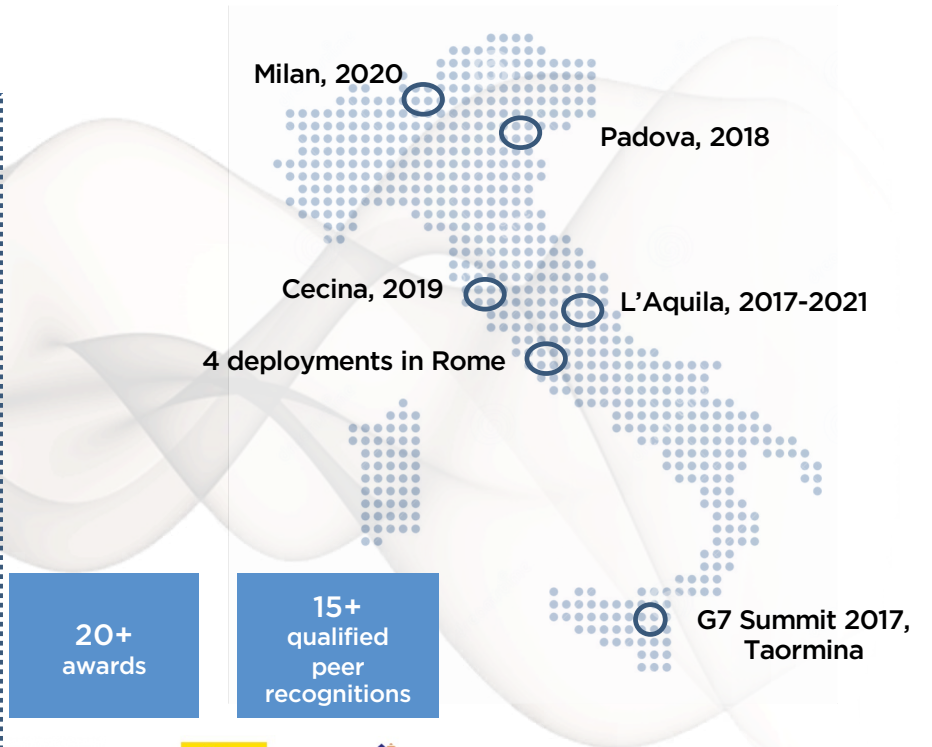 Milan, 2020
Padova, 2018
Cecina, 2019
L’Aquila, 2017-2021
4 deployments in Rome
G7 Summit 2017,
Taormina
20+
awards
15+
qualified
peer
recognitions